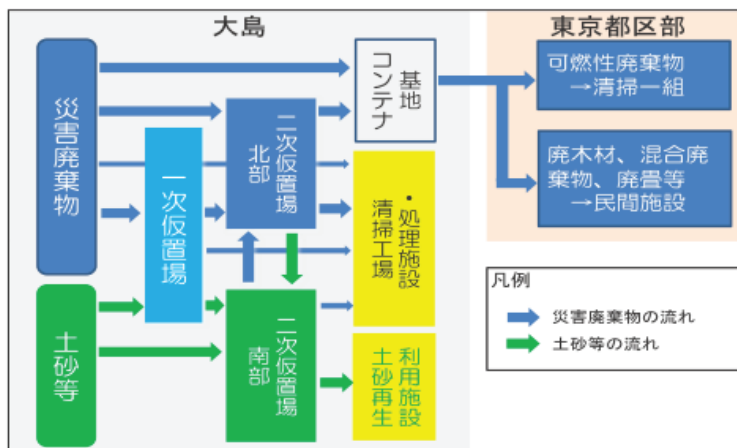 大島
東京都区部
災害廃棄物
土砂等
一次仮置場
二次仮置場
北部
二次仮置場
南部
基地
コンテナ
・処理施設
清掃工場
利用施設
土砂再生
可燃性廃棄物
→清掃一組
廃木材、混合廃
棄物、廃畳等
→民間施設
凡例
災害廃棄物の流れ
土砂等の流れ